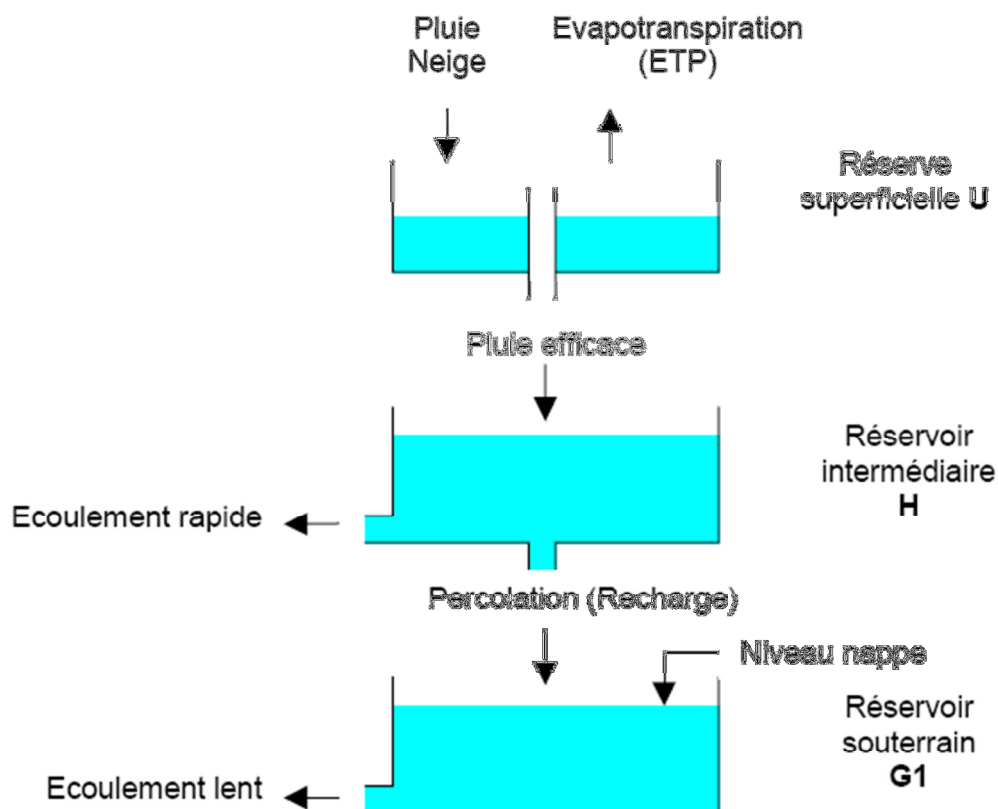 Pluie
Neige
Evapotranspiration
(ETP)
Réserve
superficielle U
Pluie efficace
Réservoir
intermédiaire
H
Ecoulement rapide
Percolation (Recharge)
Niveau nappe
Réservoir
souterrain
G1
Ecoulement lent